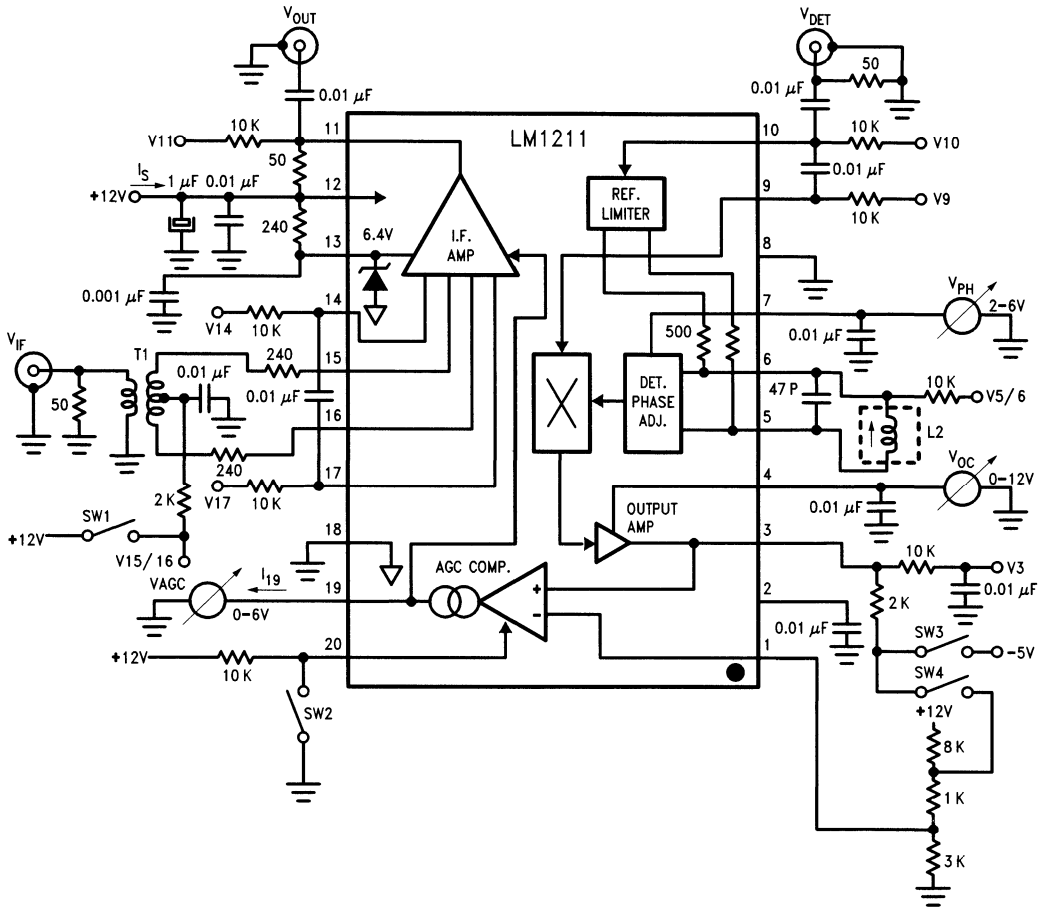 VOUT
VDET
50
0.01 µF
0.01 µF
10 K
11
LM1211
10
10 K
V11
V10
50
0.01 µF
IS
1 µF
0.01 µF
+12V
12
REF.
LIMITER
9
10 K
V9
240
13
6.4V
I.F.
AMP
8
0.001 µF
14
V14
10 K
7
VPH
2-6V
0.01 µF
500
VIF
T1
240
15
6
0.01 µF
0.01 µF
DET.
PHASE
ADJ.
47 P
10 K
V5/6
50
16
5
L2
240
VOC
0-12V
2 K
V17
10 K
17
4
0.01 µF
SW1
+12V
OUTPUT
AMP
3
10 K
V3
V15/16
18
VAGC
I19
19
AGC COMP.
+
2
2 K
0.01 µF
0-6V
-
0.01 µF
SW3
-5V
+12V
20
1
SW4
10 K
+12V
SW2
8 K
1 K
3 K